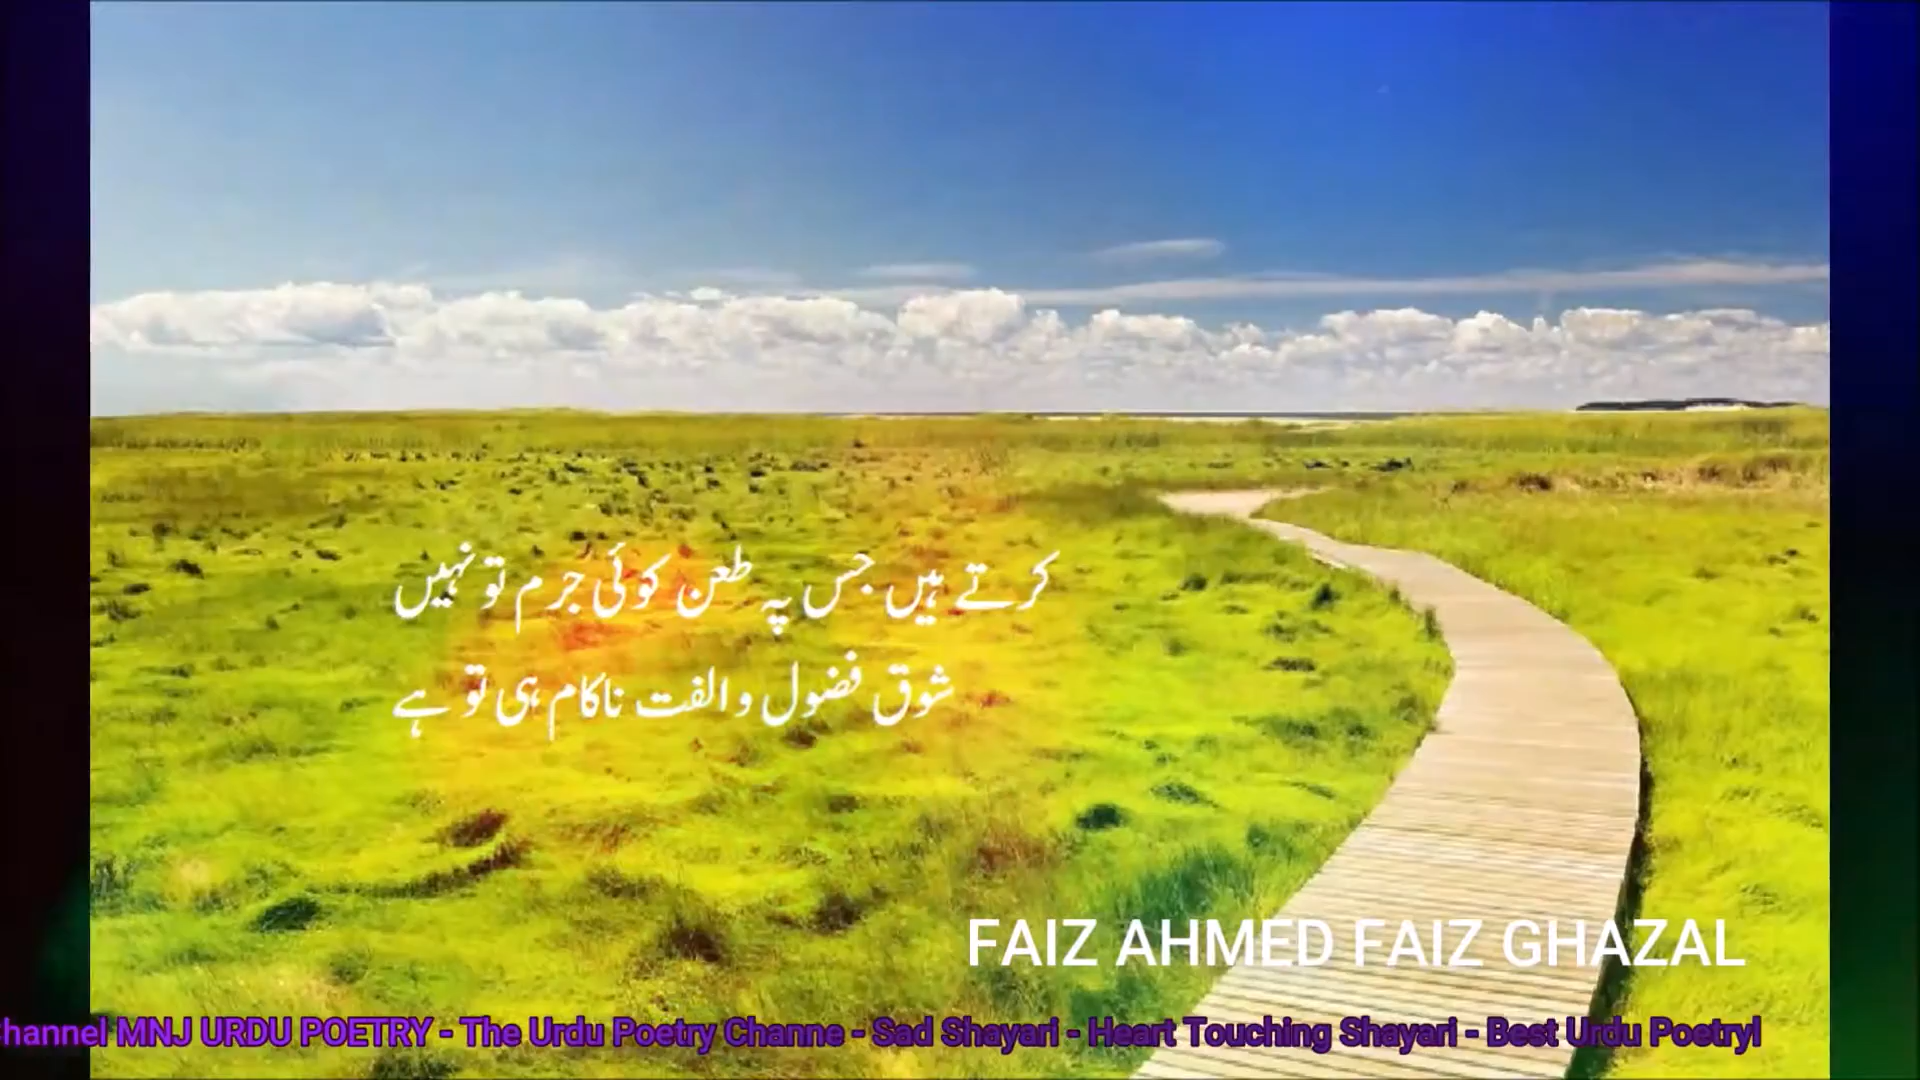 کرتے ہیں جس پہ طعن کوئی جرم تو نہیں
شوق فضول و الفت ناکام ہی تو ہے
FAIZ AHMED FAIZ GHAZAL
hannel MNJ URDU POETRY - The Urdu Poetry Channe - Sad Shayari - Heart Touching Shayari - Best Urdu Poetryl